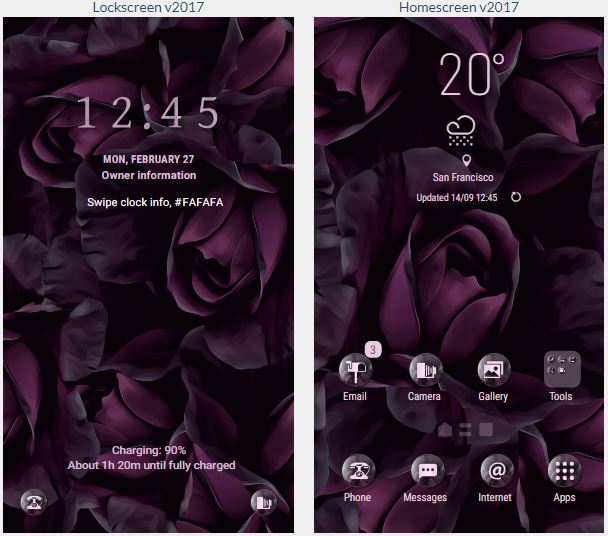 Lockscreen v2017
12:45
MON, FEBRUARY 27
Owner information
Swipe clock info, #FAFAFA
Charging: 90%
About 1h 20m until fully charged
Homescreen v2017
20°
San Francisco
Updated 14/09 12:45
3
Email
Camera
Gallery
Tools
Phone
Messages
@
Internet
Apps